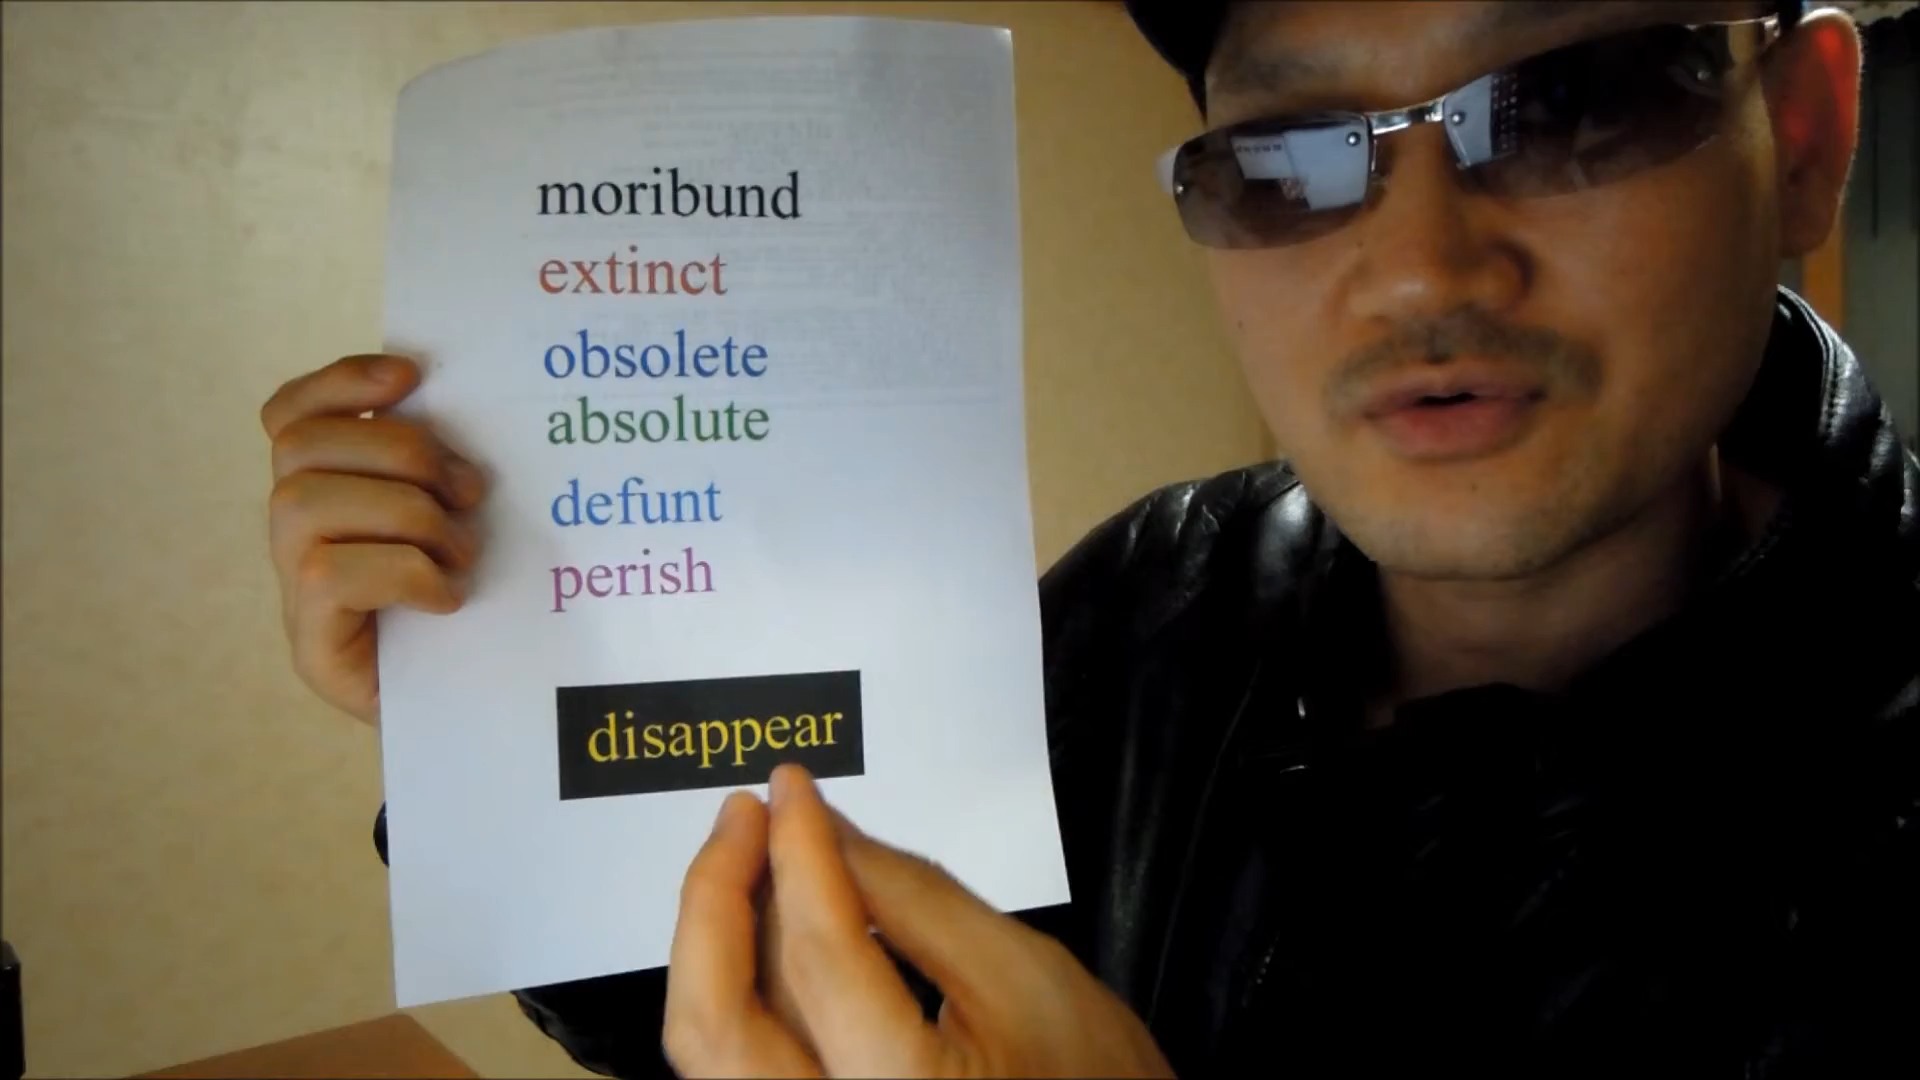 moribund
extinct
obsolete
absolute
defunt
perish
disappear